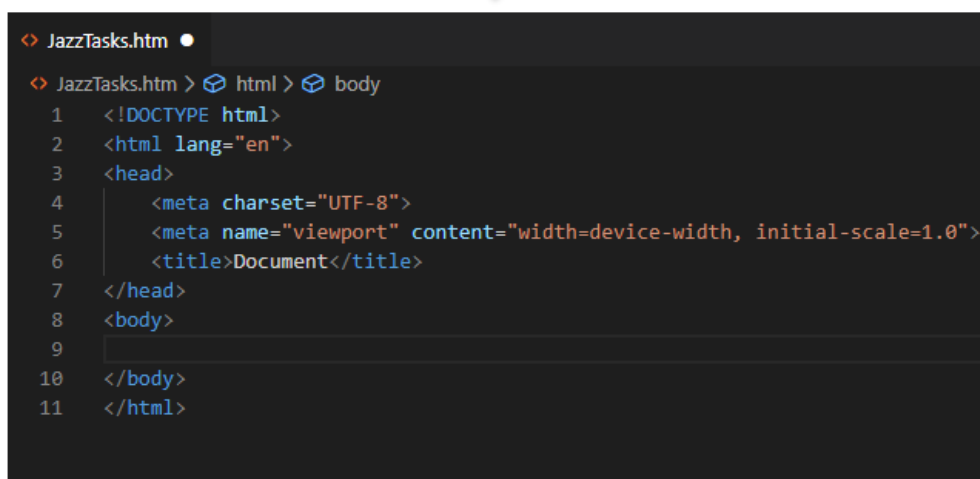 JazzTasks.htm
JazzTasks.htm > html > body
1 <!DOCTYPE html>
2 <html lang="en">
3 <head>
4     <meta charset="UTF-8">
5     <meta name="viewport" content="width=device-width, initial-scale=1.0">
6     <title>Document</title>
7 </head>
8 <body>
9
10 </body>
11 </html>